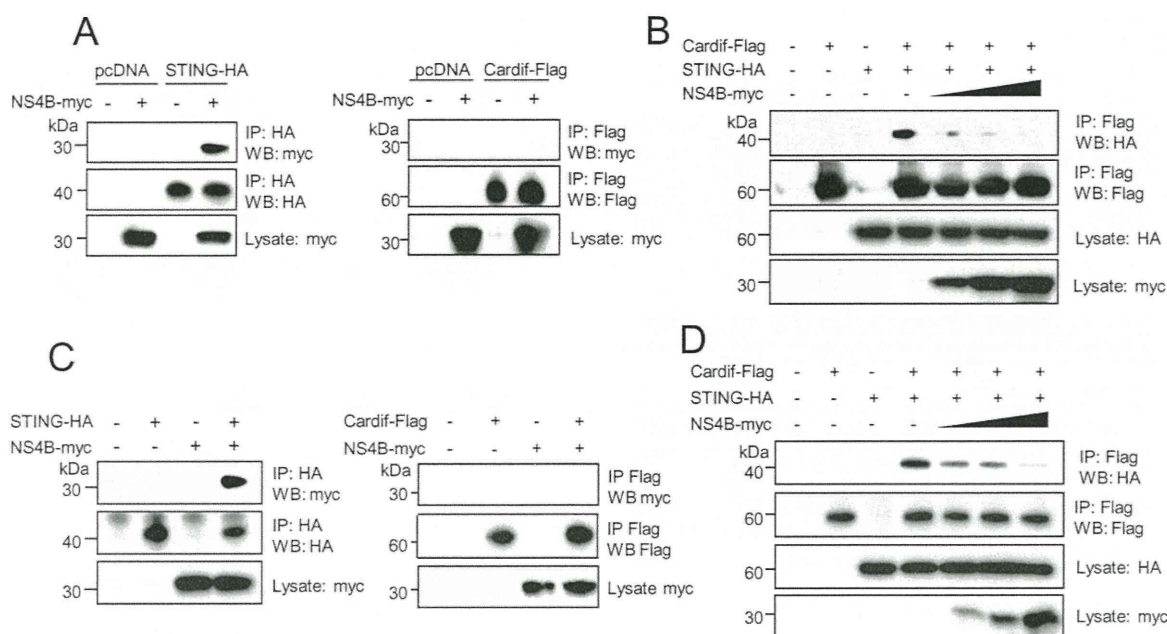 A
pcDNA STING-HA
NS4B-myc - + - +
kDa
30 IP: HA
WB: myc
40 IP: HA
WB: HA
30 Lysate: myc
pcDNA Cardif-Flag
NS4B-myc - + - +
kDa
30 IP: Flag
WB: myc
60 IP: Flag
WB: Flag
30 Lysate: myc
B
Cardif-Flag - + - + + + +
STING-HA - - + + + + +
NS4B-myc - - - -
kDa
40 IP: Flag
WB: HA
60 IP: Flag
WB: Flag
60 Lysate: HA
30 Lysate: myc
C
STING-HA - + - +
NS4B-myc - - + +
kDa
30 IP: HA
WB: myc
40 IP: HA
WB: HA
30 Lysate: myc
Cardif-Flag - + - +
NS4B-myc - - + +
kDa
30 IP Flag
WB myc
60 IP Flag
WB Flag
30 Lysate myc
D
Cardif-Flag - + - + + + +
STING-HA - - + + + + +
NS4B-myc - - - -
kDa
40 IP: Flag
WB: HA
60 IP: Flag
WB: Flag
60 Lysate: HA
30 Lysate: myc